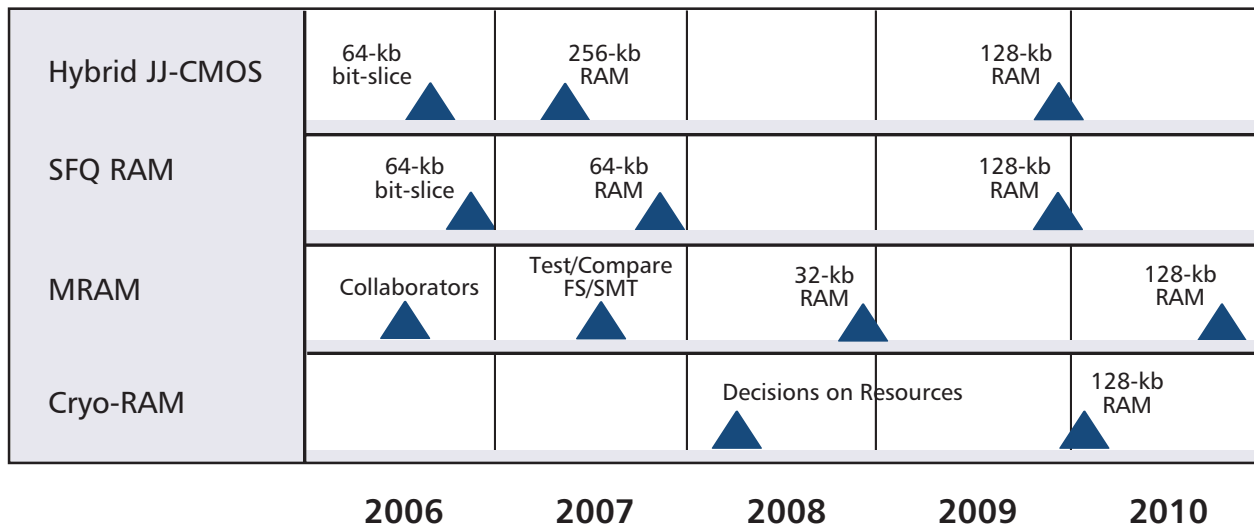 Hybrid JJ-CMOS
64-kb
bit-slice
256-kb
RAM
128-kb
RAM
SFQ RAM
64-kb
bit-slice
64-kb
RAM
128-kb
RAM
MRAM
Collaborators
Test/Compare
FS/SMT
32-kb
RAM
128-kb
RAM
Cryo-RAM
Decisions on Resources
128-kb
RAM
2006 2007 2008 2009 2010